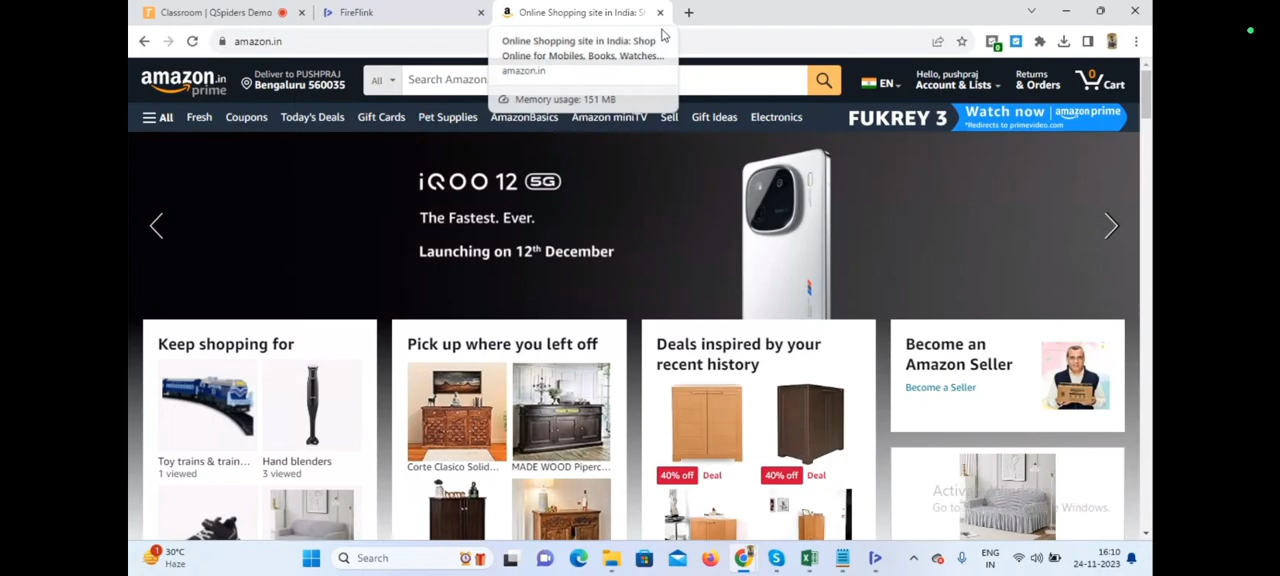 Classroom | QSpiders Demo
FireFlink
Online Shopping site in India: Sh
amazon.in
Online Shopping site in India: Shop
Online for Mobiles, Books, Watches...
amazon.in
Memory usage: 151 MB
amazon.in
prime
Deliver to PUSHPRAJ
Bengaluru 560035
All
Search Amazon
EN
Hello, pushpraj
Account & Lists
Returns
& Orders
0
Cart
All
Fresh
Coupons
Today's Deals
Gift Cards
Pet Supplies
AmazonBasics
Amazon miniTV
Sell
Gift Ideas
Electronics
FUKREY 3
Watch now | amazon prime
*Redirects to primevideo.com
iQOO 12 5G
The Fastest. Ever.
Launching on 12th December
Keep shopping for
Toy trains & train...
1 viewed
Hand blenders
3 viewed
Pick up where you left off
Corte Clasico Solid...
MADE WOOD Piperc...
Deals inspired by your
recent history
40% off Deal
40% off Deal
Become an
Amazon Seller
Become a Seller
Activ
Go to
Windows.
30°C
Haze
1
Search
ENG
IN
16:10
24-11-2023